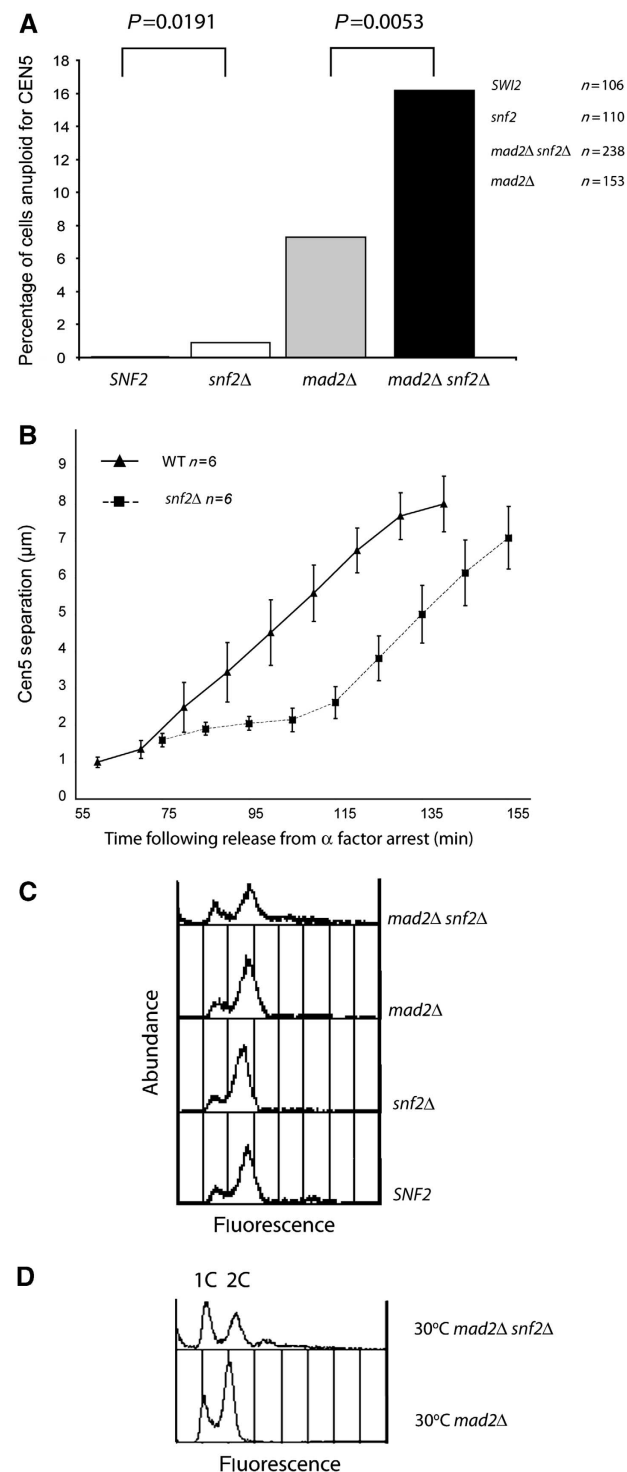 A
P=0.0191
P=0.0053
Percentage of cells anuploid for CEN5
18
16
14
12
10
8
6
4
2
0
SNF2
snf2Δ
mad2Δ
mad2Δ snf2Δ
SWI2 n=106
snf2 n=110
mad2Δ snf2Δ n=238
mad2Δ n=153
B
Cen5 separation (μm)
9
8
7
6
5
4
3
2
1
0
WT n=6
snf2Δ n=6
55 75 95 115 135 155
Time following release from α factor arrest (min)
C
Abundance
mad2Δ snf2Δ
mad2Δ
snf2Δ
SNF2
Fluorescence
D
1C 2C
30°C mad2Δ snf2Δ
30°C mad2Δ
Fluorescence